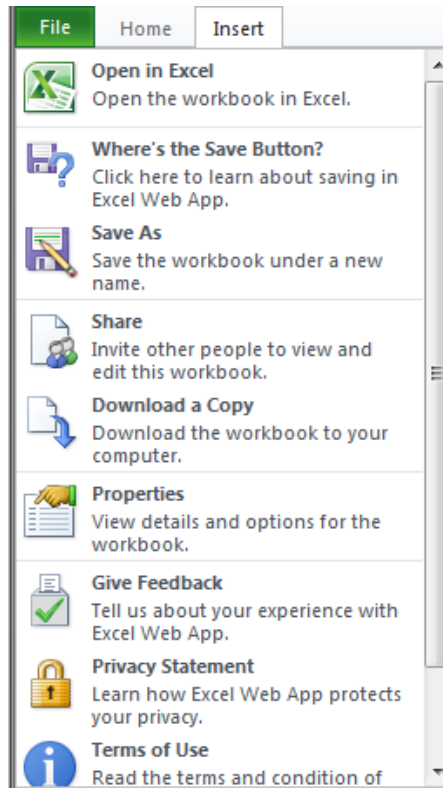 File Home Insert
Open in Excel
Open the workbook in Excel.
Where's the Save Button?
Click here to learn about saving in
Excel Web App.
Save As
Save the workbook under a new
name.
Share
Invite other people to view and
edit this workbook.
Download a Copy
Download the workbook to your
computer.
Properties
View details and options for the
workbook.
Give Feedback
Tell us about your experience with
Excel Web App.
Privacy Statement
Learn how Excel Web App protects
your privacy.
Terms of Use
Read the terms and condition of